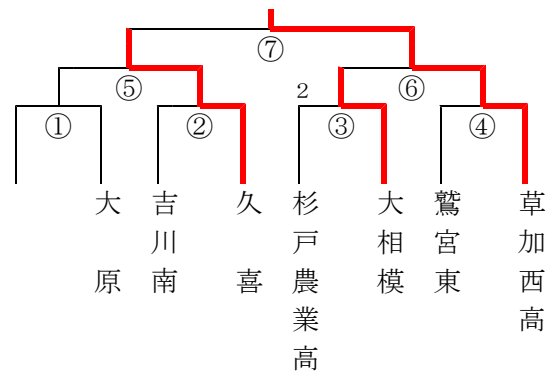 ⑦
⑤
⑥
2
①
②
③
④
大原
吉川南
久喜
杉戸農業高
大相模
鷲宮東
草加西高